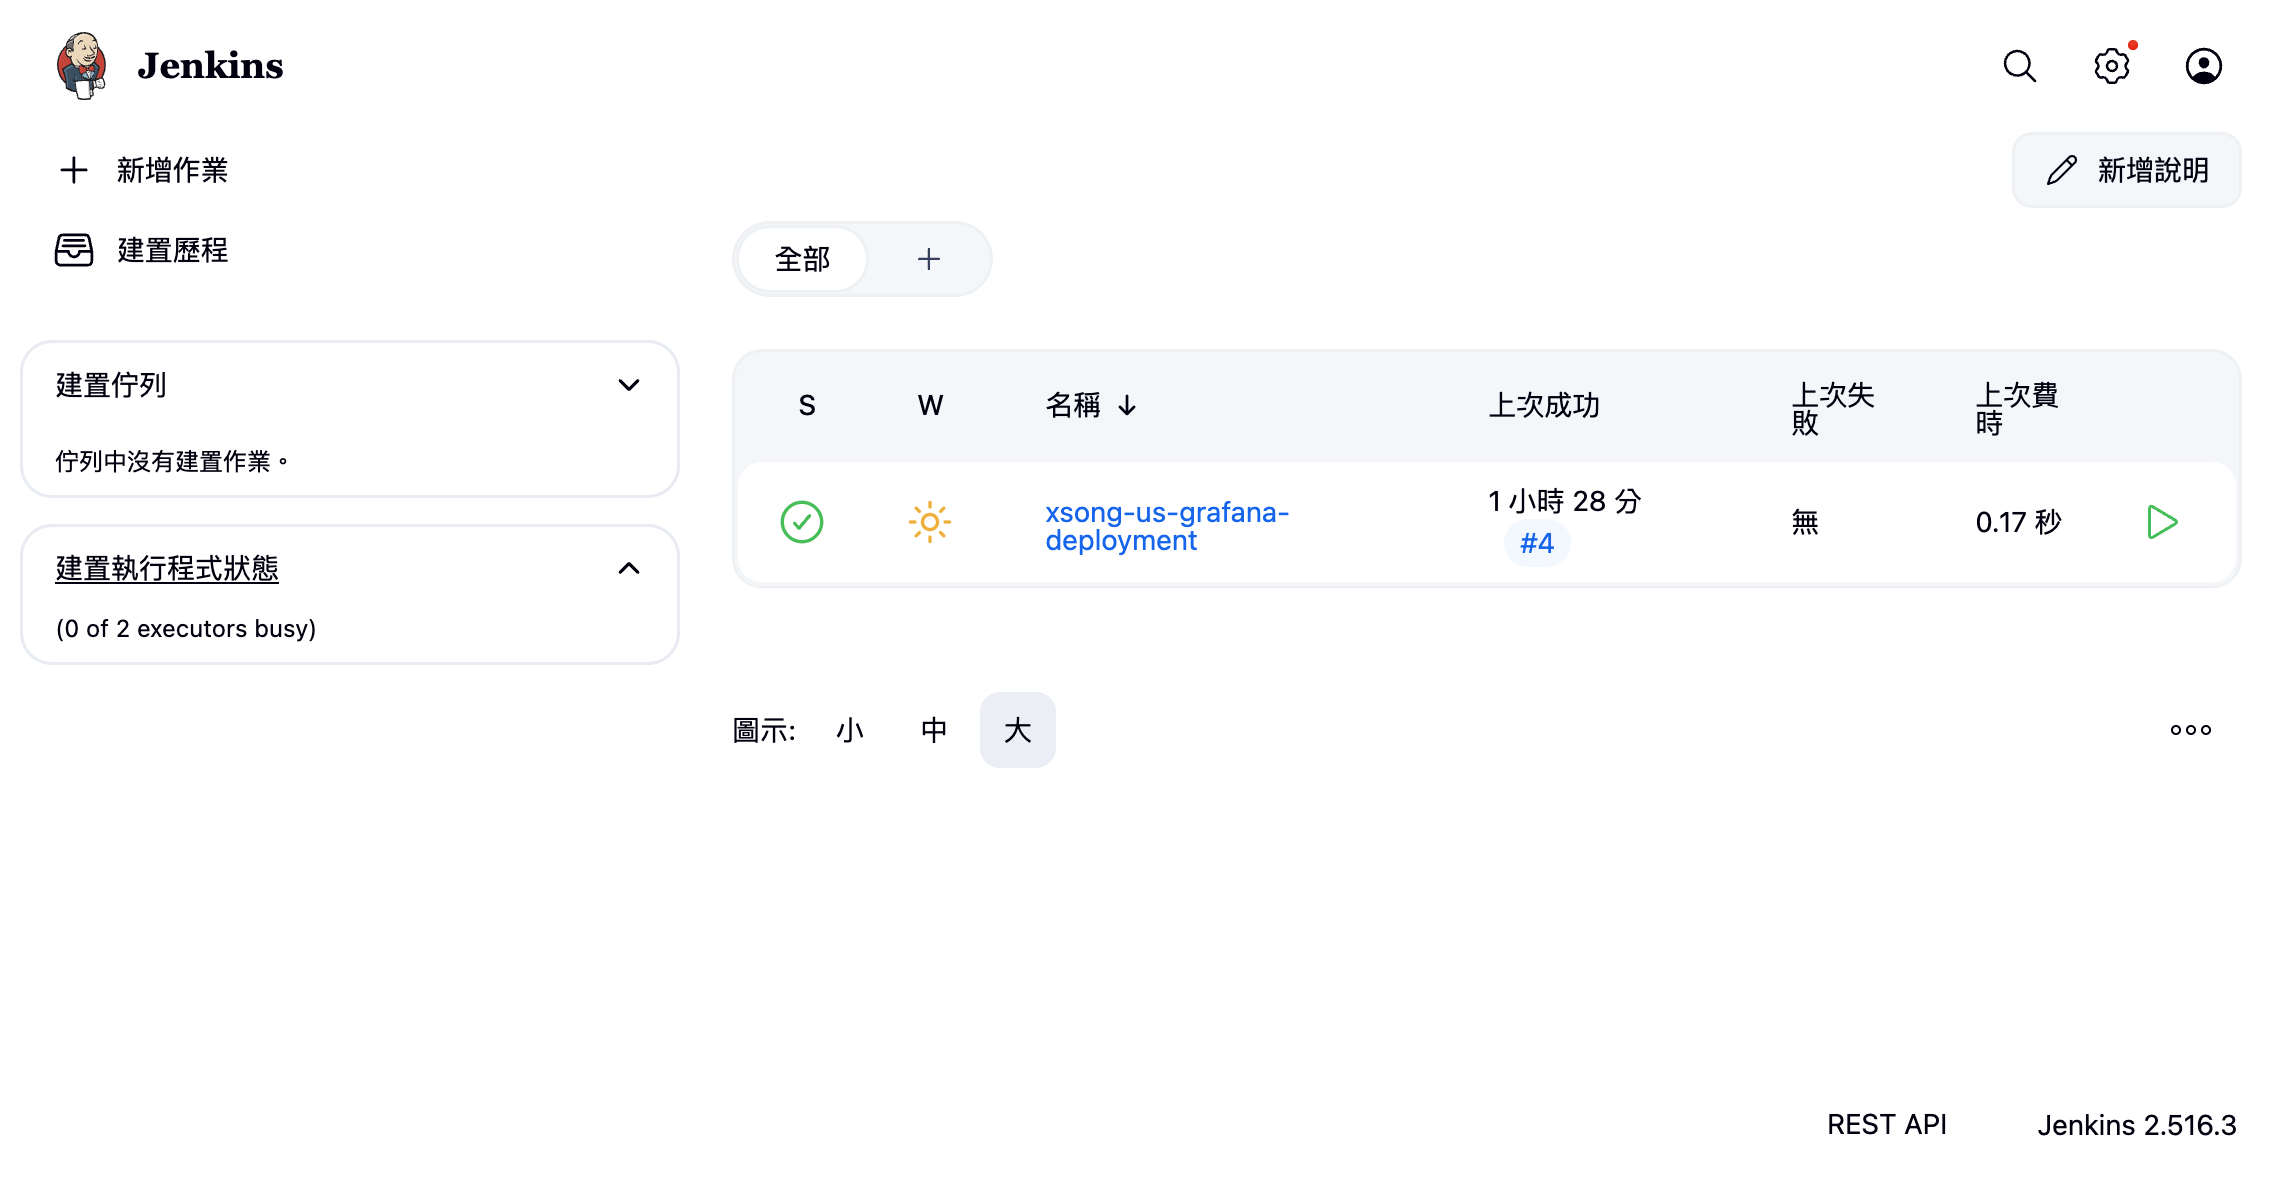 Jenkins
新增作業
建置歷程
新增說明
全部
建置佇列
佇列中沒有建置作業。
建置執行程式狀態
(0 of 2 executors busy)
S W 名稱 ↓ 上次成功 上次失敗 上次費時
xsong-us-grafana-
deployment
1 小時 28 分
#4
無
0.17 秒
圖示: 小 中 大
REST API Jenkins 2.516.3